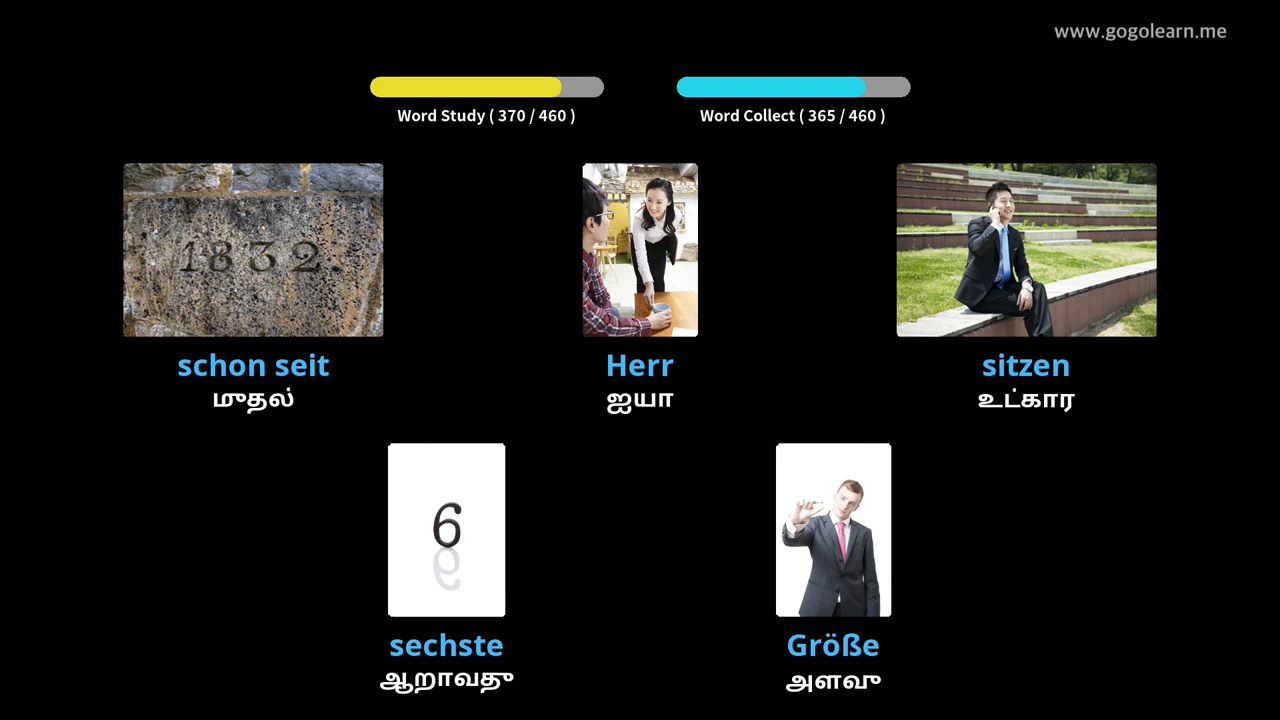 www.gogolearn.me
Word Study ( 370 / 460 )
Word Collect ( 365 / 460 )
1832.
schon seit
முதல்
Herr
ஐயா
sitzen
உட்கார
6
sechste
ஆறாவது
Größe
அளவு